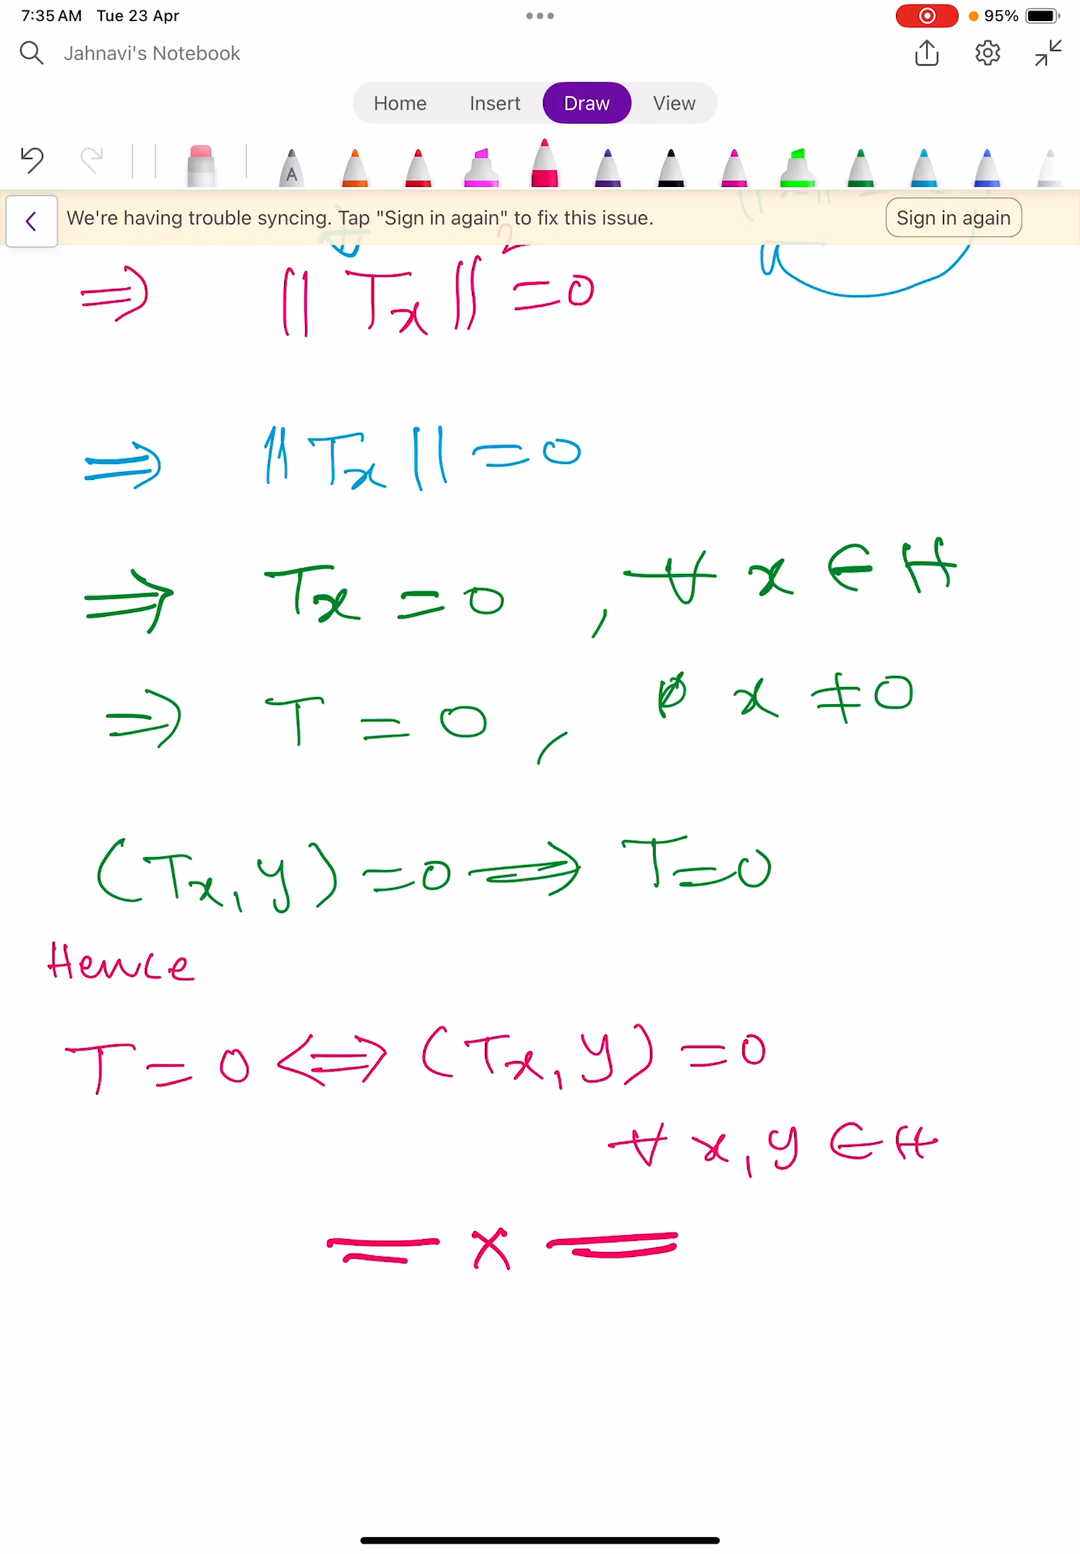 7:35 AM Tue 23 Apr
95%
Jahnavi's Notebook
Home Insert Draw View
A
We're having trouble syncing. Tap "Sign in again" to fix this issue.
Sign in again
⇒ ||Tx||² = 0
⇒ ||Tx|| = 0
⇒ Tx = 0, ∀ x ∈ H
⇒ T = 0, x ≠ 0
(Tx, y) = 0 ⇒ T = 0
Hence
T = 0 ⇔ (Tx, y) = 0
∀ x, y ∈ H
= x =